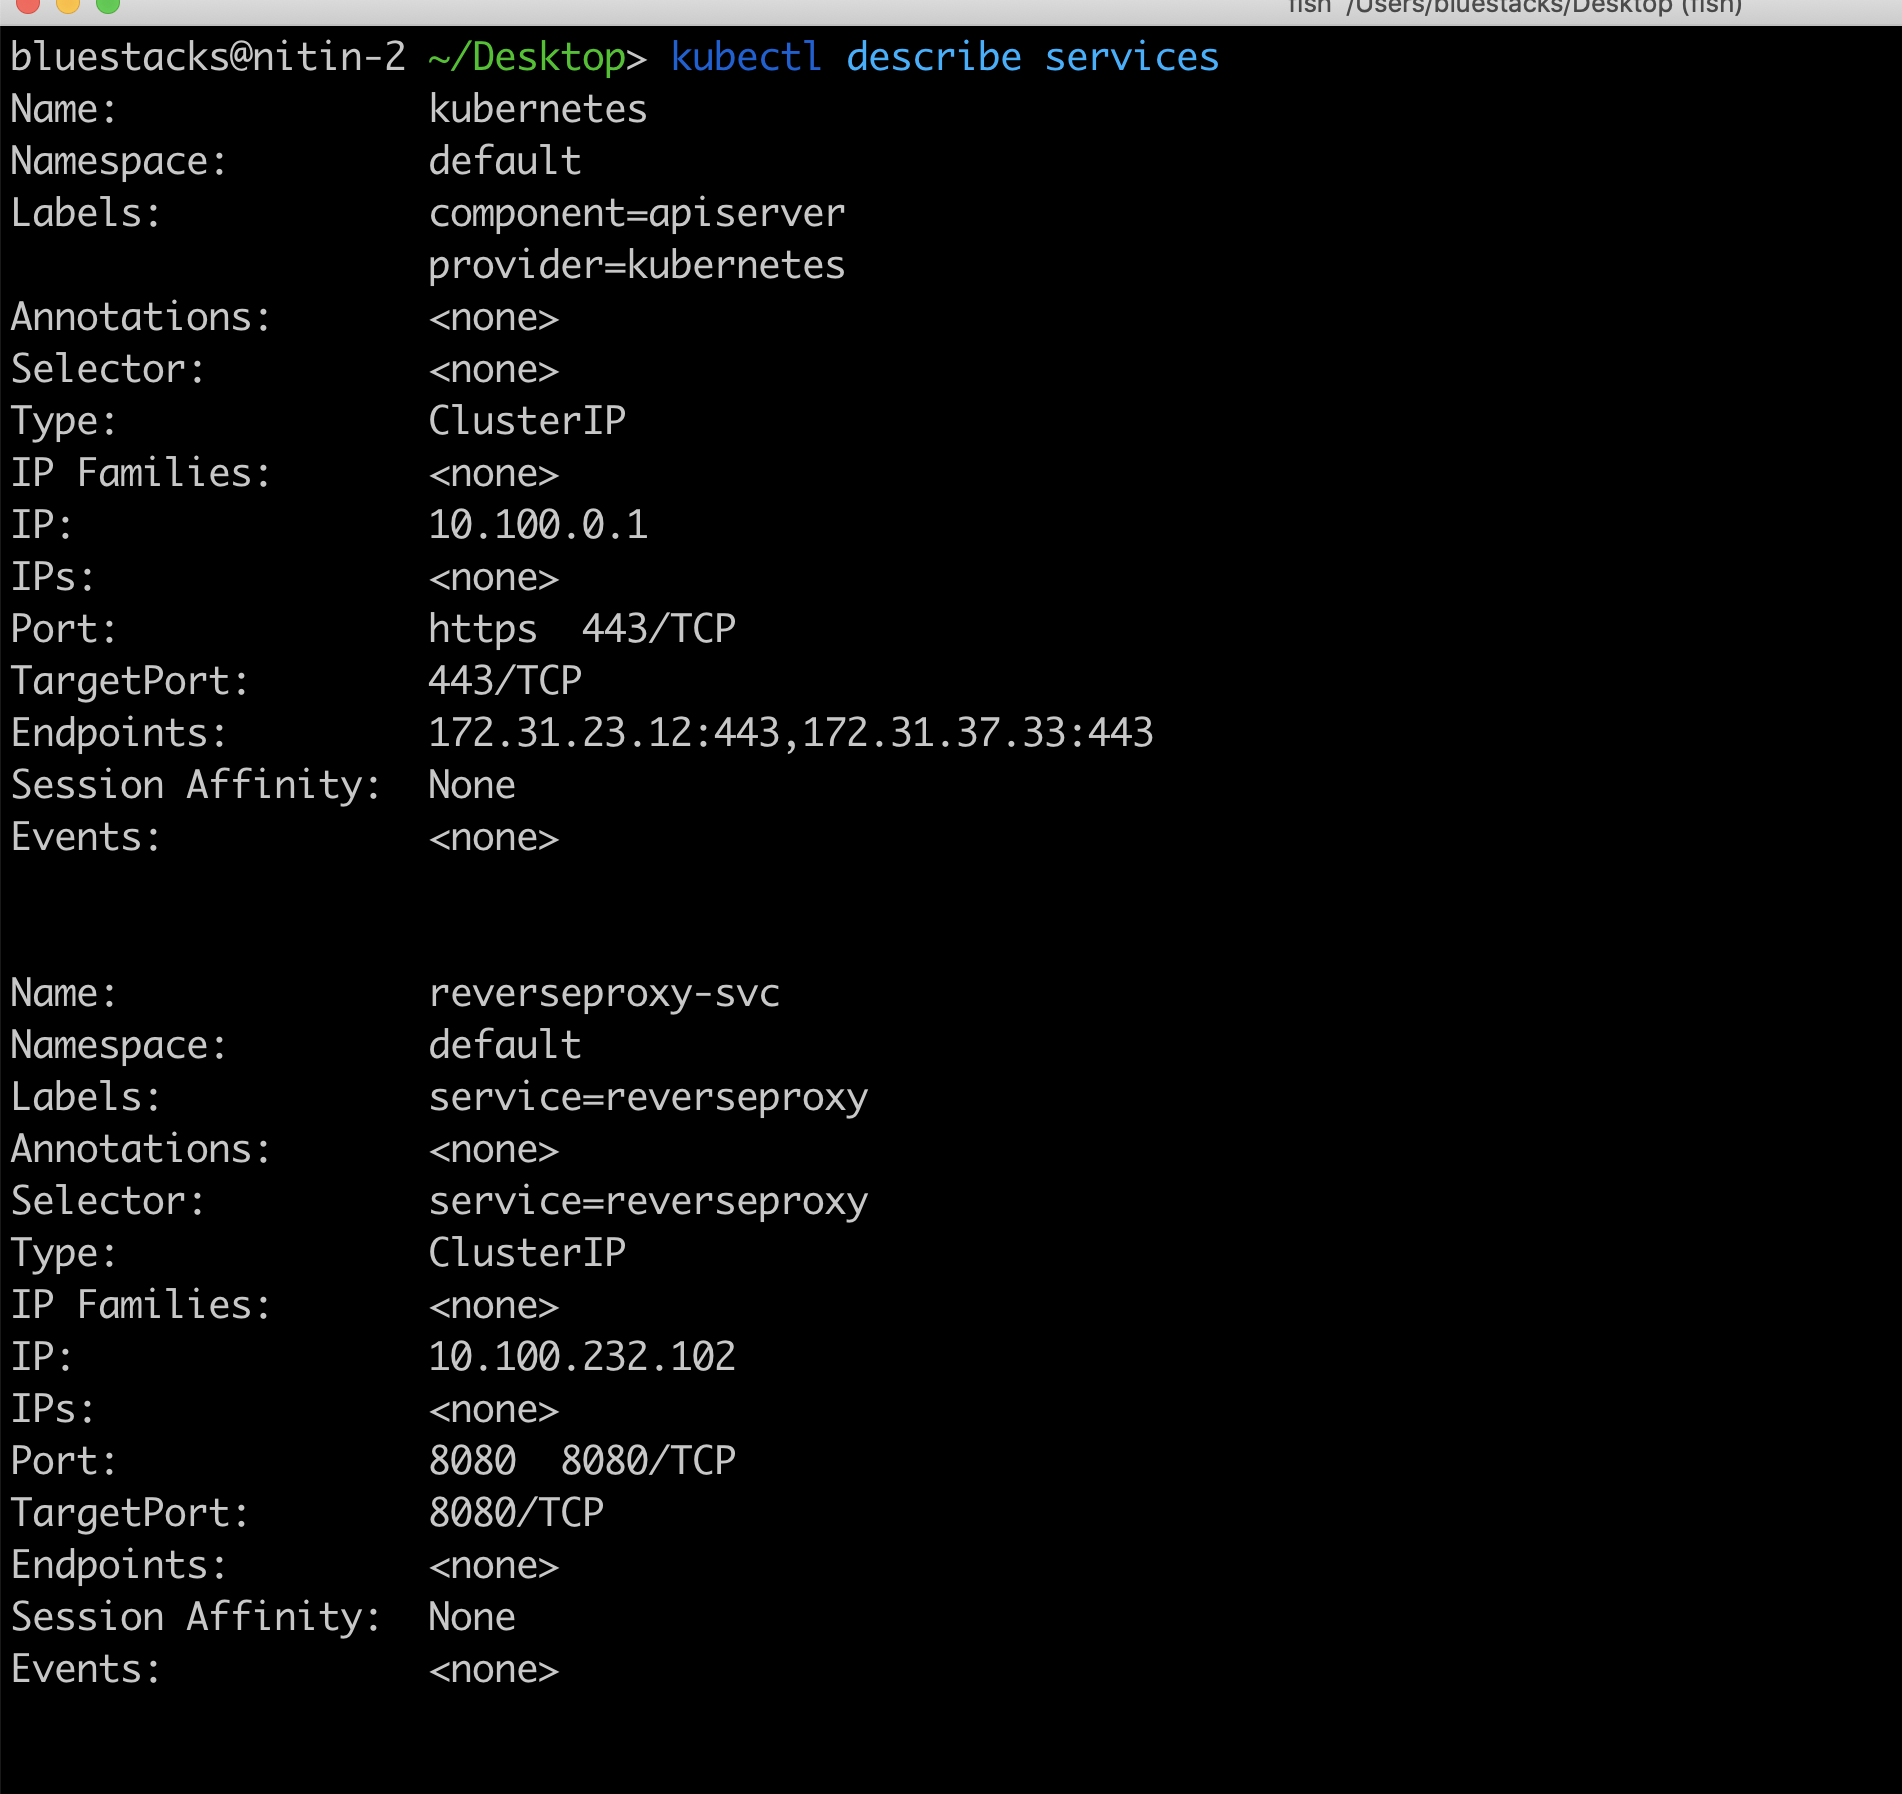 fish /Users/bluestacks/Desktop (fish)
bluestacks@nitin-2 ~/Desktop> kubectl describe services
Name:              kubernetes
Namespace:         default
Labels:            component=apiserver
                   provider=kubernetes
Annotations:       <none>
Selector:          <none>
Type:              ClusterIP
IP Families:       <none>
IP:                10.100.0.1
IPs:               <none>
Port:              https  443/TCP
TargetPort:        443/TCP
Endpoints:         172.31.23.12:443,172.31.37.33:443
Session Affinity:  None
Events:            <none>
Name:              reverseproxy-svc
Namespace:         default
Labels:            service=reverseproxy
Annotations:       <none>
Selector:          service=reverseproxy
Type:              ClusterIP
IP Families:       <none>
IP:                10.100.232.102
IPs:               <none>
Port:              8080  8080/TCP
TargetPort:        8080/TCP
Endpoints:         <none>
Session Affinity:  None
Events:            <none>